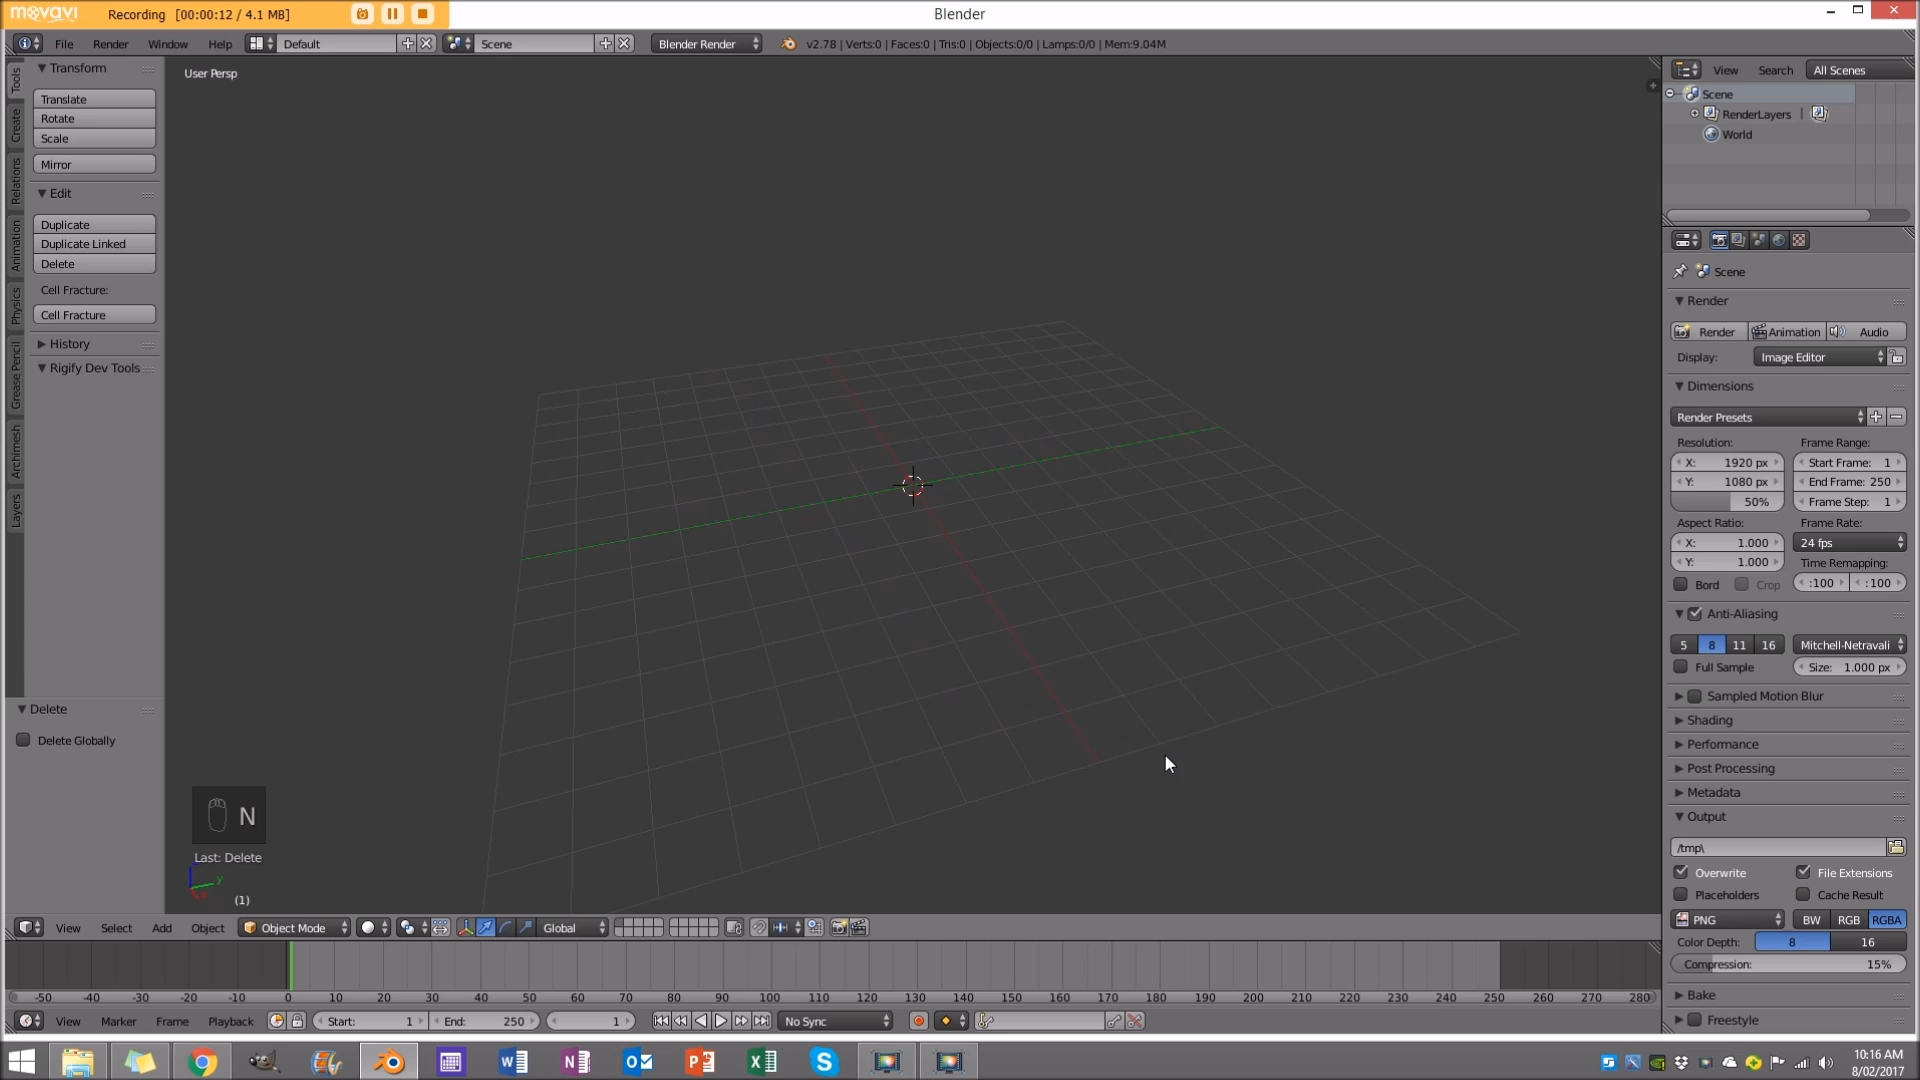 movavi Recording [00:00:12 / 4.1 MB] Blender
File Render Window Help Default Scene Blender Render v2.78 | Verts:0 | Faces:0 | Tris:0 | Objects:0/0 | Lamps:0/0 | Mem:9.04M
Tools
Create
Relations
Animation
Physics
Grease Pencil
Archimesh
Layers
Transform
Translate
Rotate
Scale
Mirror
Edit
Duplicate
Duplicate Linked
Delete
Cell Fracture:
Cell Fracture
History
Rigify Dev Tools
Delete
Delete Globally
User Persp
N
Last: Delete
y
(1)
View Search All Scenes
Scene
RenderLayers |
World
Scene
Render
Render Animation Audio
Display: Image Editor
Dimensions
Render Presets
Resolution: Frame Range:
X: 1920 px Start Frame: 1
Y: 1080 px End Frame: 250
50% Frame Step: 1
Aspect Ratio: Frame Rate:
X: 1.000 24 fps
Y: 1.000 Time Remapping:
Bord Crop :100 :100
Anti-Aliasing
5 8 11 16 Mitchell-Netravali
Full Sample Size: 1.000 px
Sampled Motion Blur
Shading
Performance
Post Processing
Metadata
Output
/tmp\
Overwrite File Extensions
Placeholders Cache Result
PNG BW RGB RGBA
Color Depth: 8 16
Compression: 15%
Bake
Freestyle
View Select Add Object Object Mode Global
-50 -40 -30 -20 -10 0 10 20 30 40 50 60 70 80 90 100 110 120 130 140 150 160 170 180 190 200 210 220 230 240 250 260 270 280
View Marker Frame Playback Start: 1 End: 250 1 No Sync
10:16 AM
8/02/2017